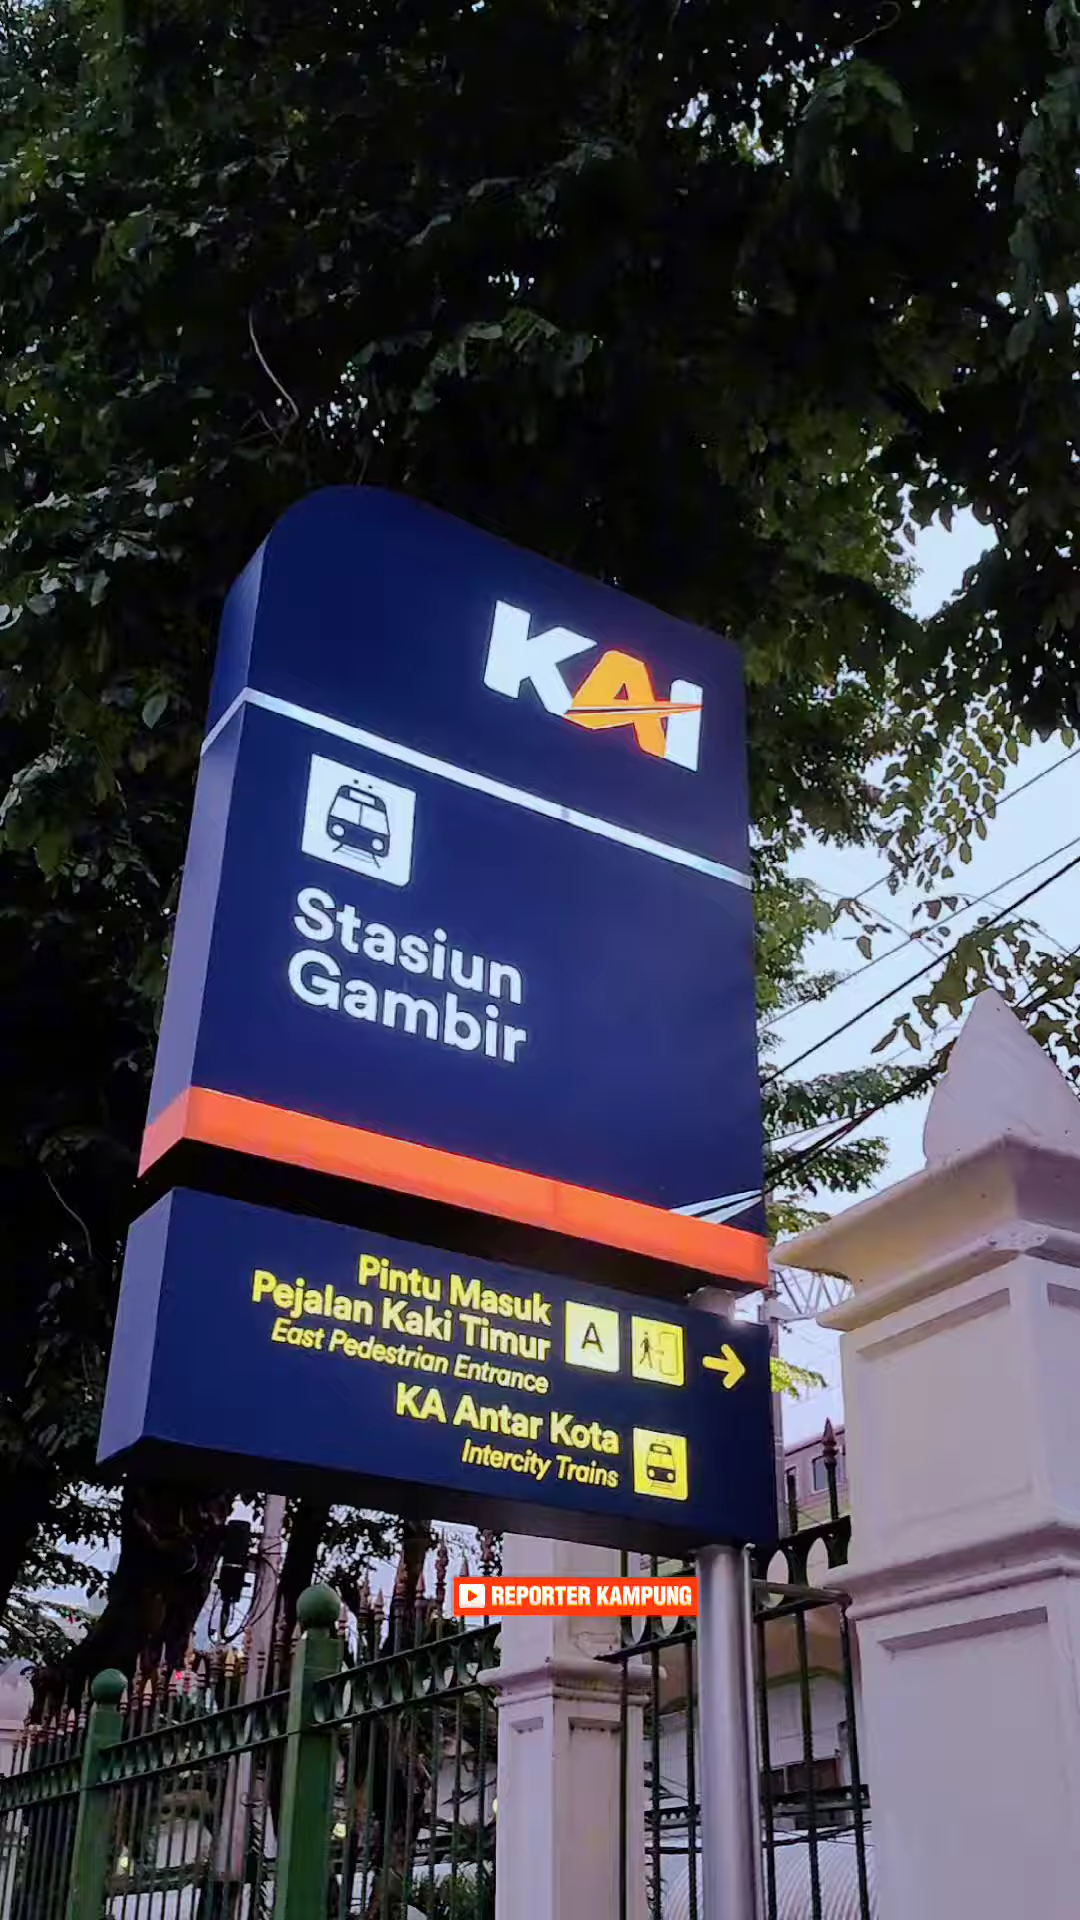 KAI
Stasiun
Gambir
Pintu Masuk
Pejalan Kaki Timur
East Pedestrian Entrance
A
KA Antar Kota
Intercity Trains
REPORTER KAMPUNG